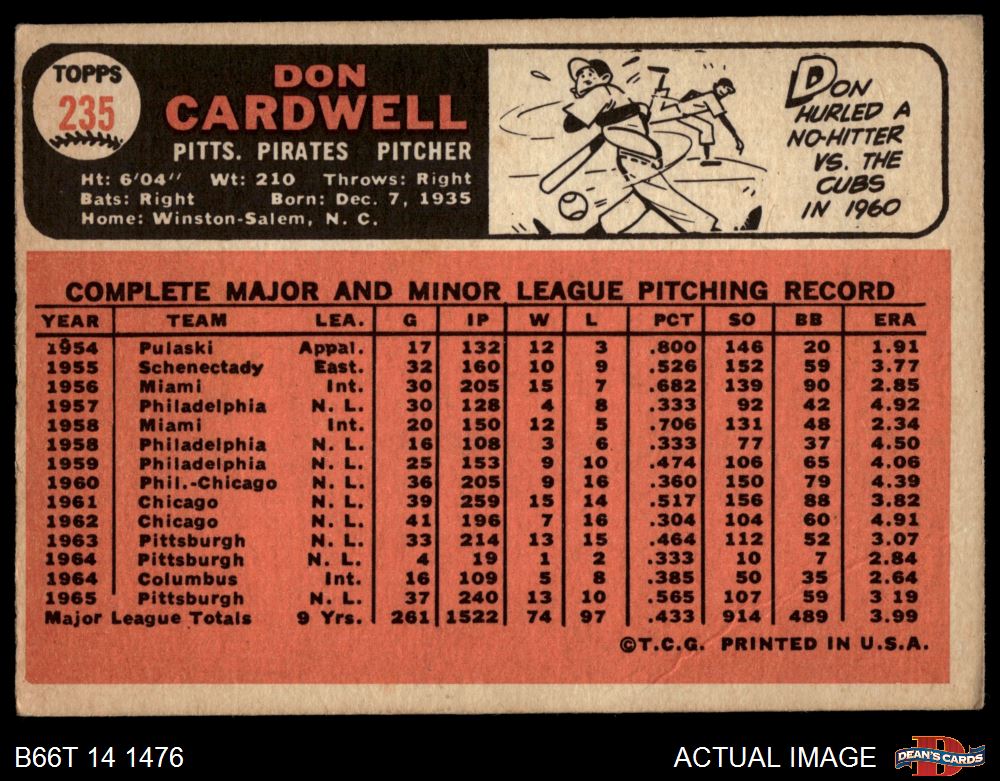 TOPPS
235
DON
CARDWELL
PITTS. PIRATES PITCHER
Ht: 6'04" Wt: 210 Throws: Right
Bats: Right Born: Dec. 7, 1935
Home: Winston-Salem, N. C.
DON
HURLED A
NO-HITTER
VS. THE
CUBS
IN 1960
COMPLETE MAJOR AND MINOR LEAGUE PITCHING RECORD
YEAR TEAM LEA. G IP W L PCT SO BB ERA
1954 Pulaski Appal. 17 132 12 3 .800 146 20 1.91
1955 Schenectady East. 32 160 10 9 .526 152 59 3.77
1956 Miami Int. 30 205 15 7 .682 139 90 2.85
1957 Philadelphia N. L. 30 128 4 8 .333 92 42 4.92
1958 Miami Int. 20 150 12 5 .706 131 48 2.34
1958 Philadelphia N. L. 16 108 3 6 .333 77 37 4.50
1959 Philadelphia N. L. 25 153 9 10 .474 106 65 4.06
1960 Phil.-Chicago N. L. 36 205 9 16 .360 150 79 4.39
1961 Chicago N. L. 39 259 15 14 .517 156 88 3.82
1962 Chicago N. L. 41 196 7 16 .304 104 60 4.91
1963 Pittsburgh N. L. 33 214 13 15 .464 112 52 3.07
1964 Pittsburgh N. L. 4 19 1 2 .333 10 7 2.84
1964 Columbus Int. 16 109 5 8 .385 50 35 2.64
1965 Pittsburgh N. L. 37 240 13 10 .565 107 59 3.19
Major League Totals 9 Yrs. 261 1522 74 97 .433 914 489 3.99
©T.C.G. PRINTED IN U.S.A.
B66T 14 1476
ACTUAL IMAGE
DEAN'S CARDS